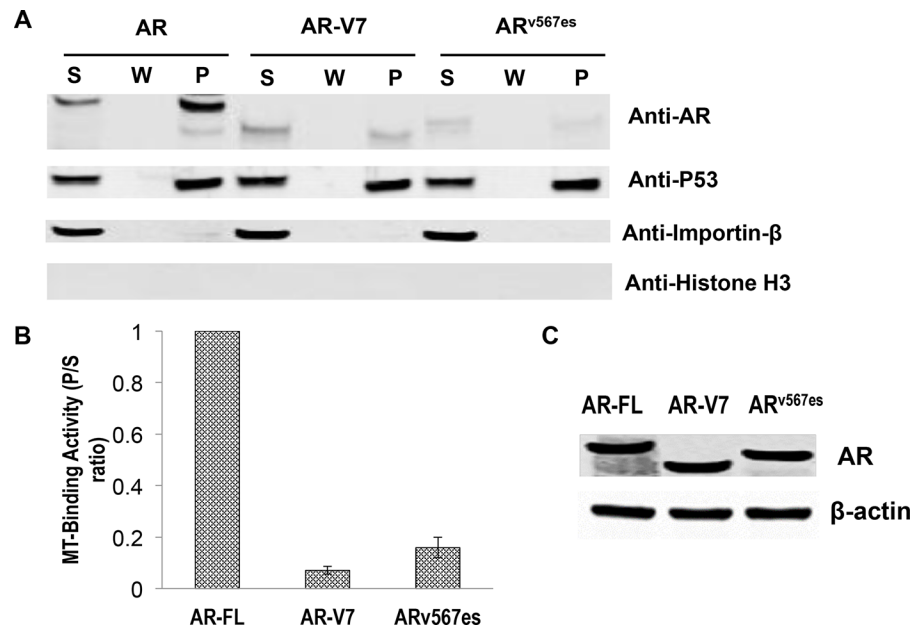 A
AR AR-V7 ARv567es
S W P S W P S W P
Anti-AR
Anti-P53
Anti-Importin-β
Anti-Histone H3
B
MT-Binding Activity (P/S
ratio)
1
0.8
0.6
0.4
0.2
0
AR-FL AR-V7 ARv567es
C
AR-FL AR-V7 ARv567es
AR
β-actin